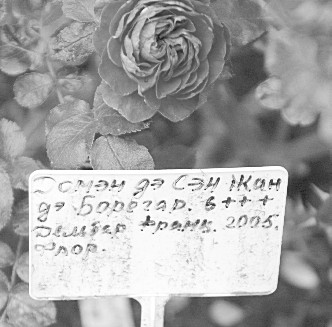 Домэн дэ Сэн Жан
дэ Борегар. в+++
Дельбар Франц. 2005.
Флор.